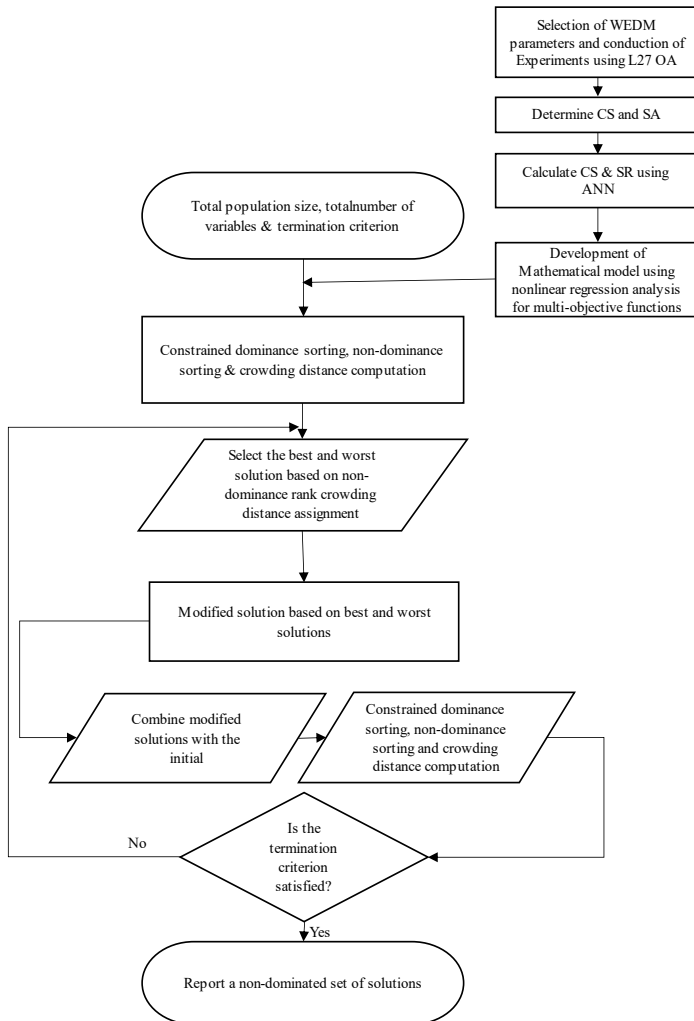 Selection of WEDM
parameters and conduction of
Experiments using L27 OA
Determine CS and SA
Calculate CS & SR using
ANN
Development of
Mathematical model using
nonlinear regression analysis
for multi-objective functions
Total population size, totalnumber of
variables & termination criterion
Constrained dominance sorting, non-dominance
sorting & crowding distance computation
Select the best and worst
solution based on non-
dominance rank crowding
distance assignment
Modified solution based on best and worst
solutions
Combine modified
solutions with the
initial
Constrained dominance
sorting, non-dominance
sorting and crowding
distance computation
Is the
termination
criterion
satisfied?
No
Yes
Report a non-dominated set of solutions